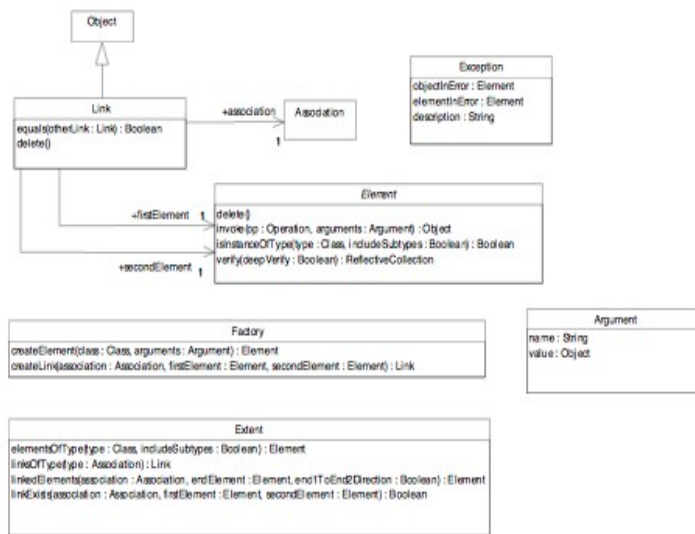 Object
Link
equals(otherLink : Link) : Boolean
delete()
+association
1
Association
Exception
objectInError : Element
elementInError : Element
description : String
+firstElement
1
+secondElement
1
Element
delete()
invoke(op : Operation, arguments : Argument) : Object
isInstanceOfType(type : Class, includeSubtypes : Boolean) : Boolean
verify(deepVerify : Boolean) : ReflectiveCollection
Factory
createElement(class : Class, arguments : Argument) : Element
createLink(association : Association, firstElement : Element, secondElement : Element) : Link
Argument
name : String
value : Object
Extent
elementsOfType(type : Class, includeSubtypes : Boolean) : Element
linksOfType(type : Association) : Link
linkedElements(association : Association, endElement : Element, end1ToEnd2Direction : Boolean) : Element
linkExists(association : Association, firstElement : Element, secondElement : Element) : Boolean